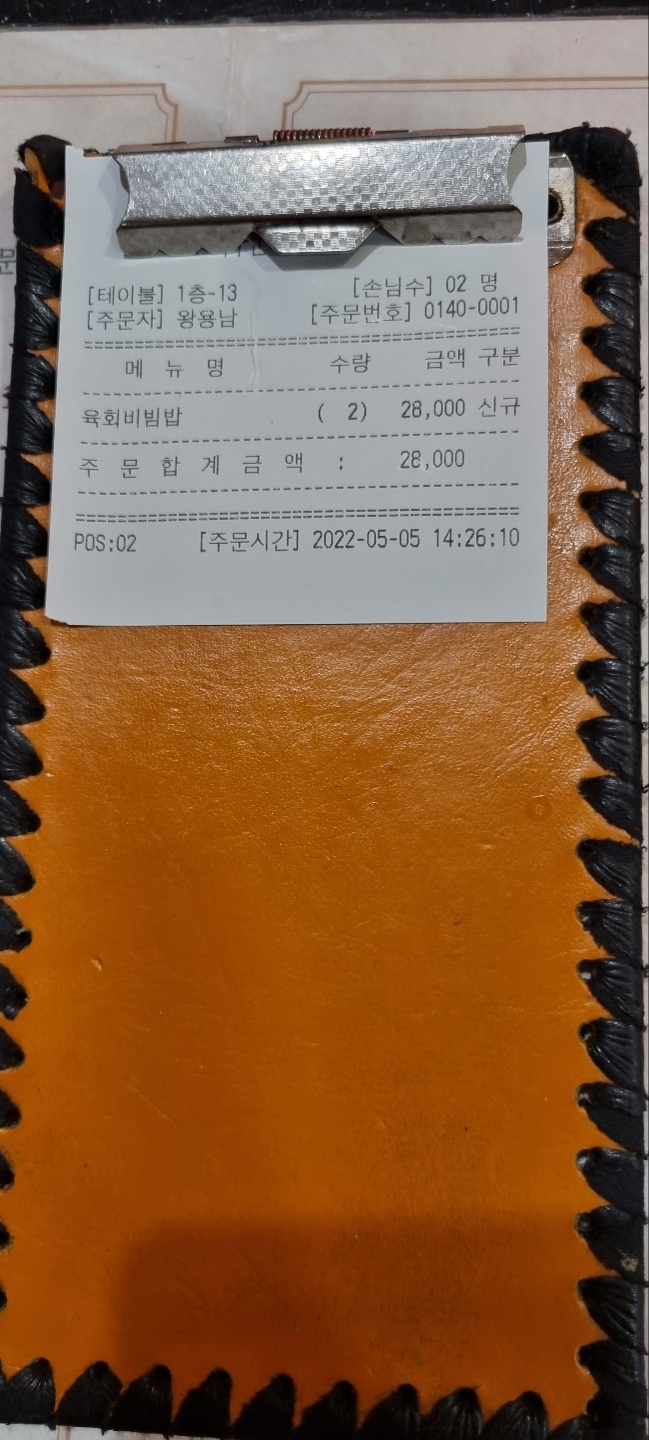 [테이블] 1층-13 [손님수] 02 명
[주문자] 왕용남 [주문번호] 0140-0001
메 뉴 명 수량 금액 구분
육회비빔밥 ( 2) 28,000 신규
주 문 합 계 금 액 : 28,000
POS:02 [주문시간] 2022-05-05 14:26:10